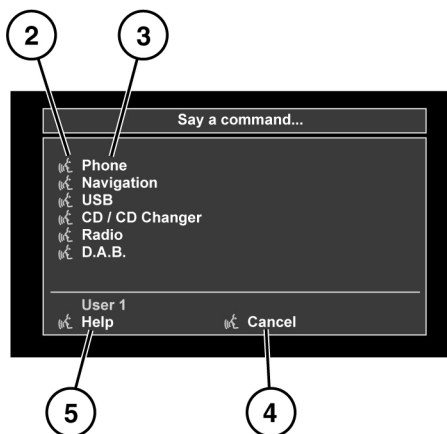 2 3
Say a command...
Phone
Navigation
USB
CD / CD Changer
Radio
D.A.B.
User 1
Help Cancel
5 4